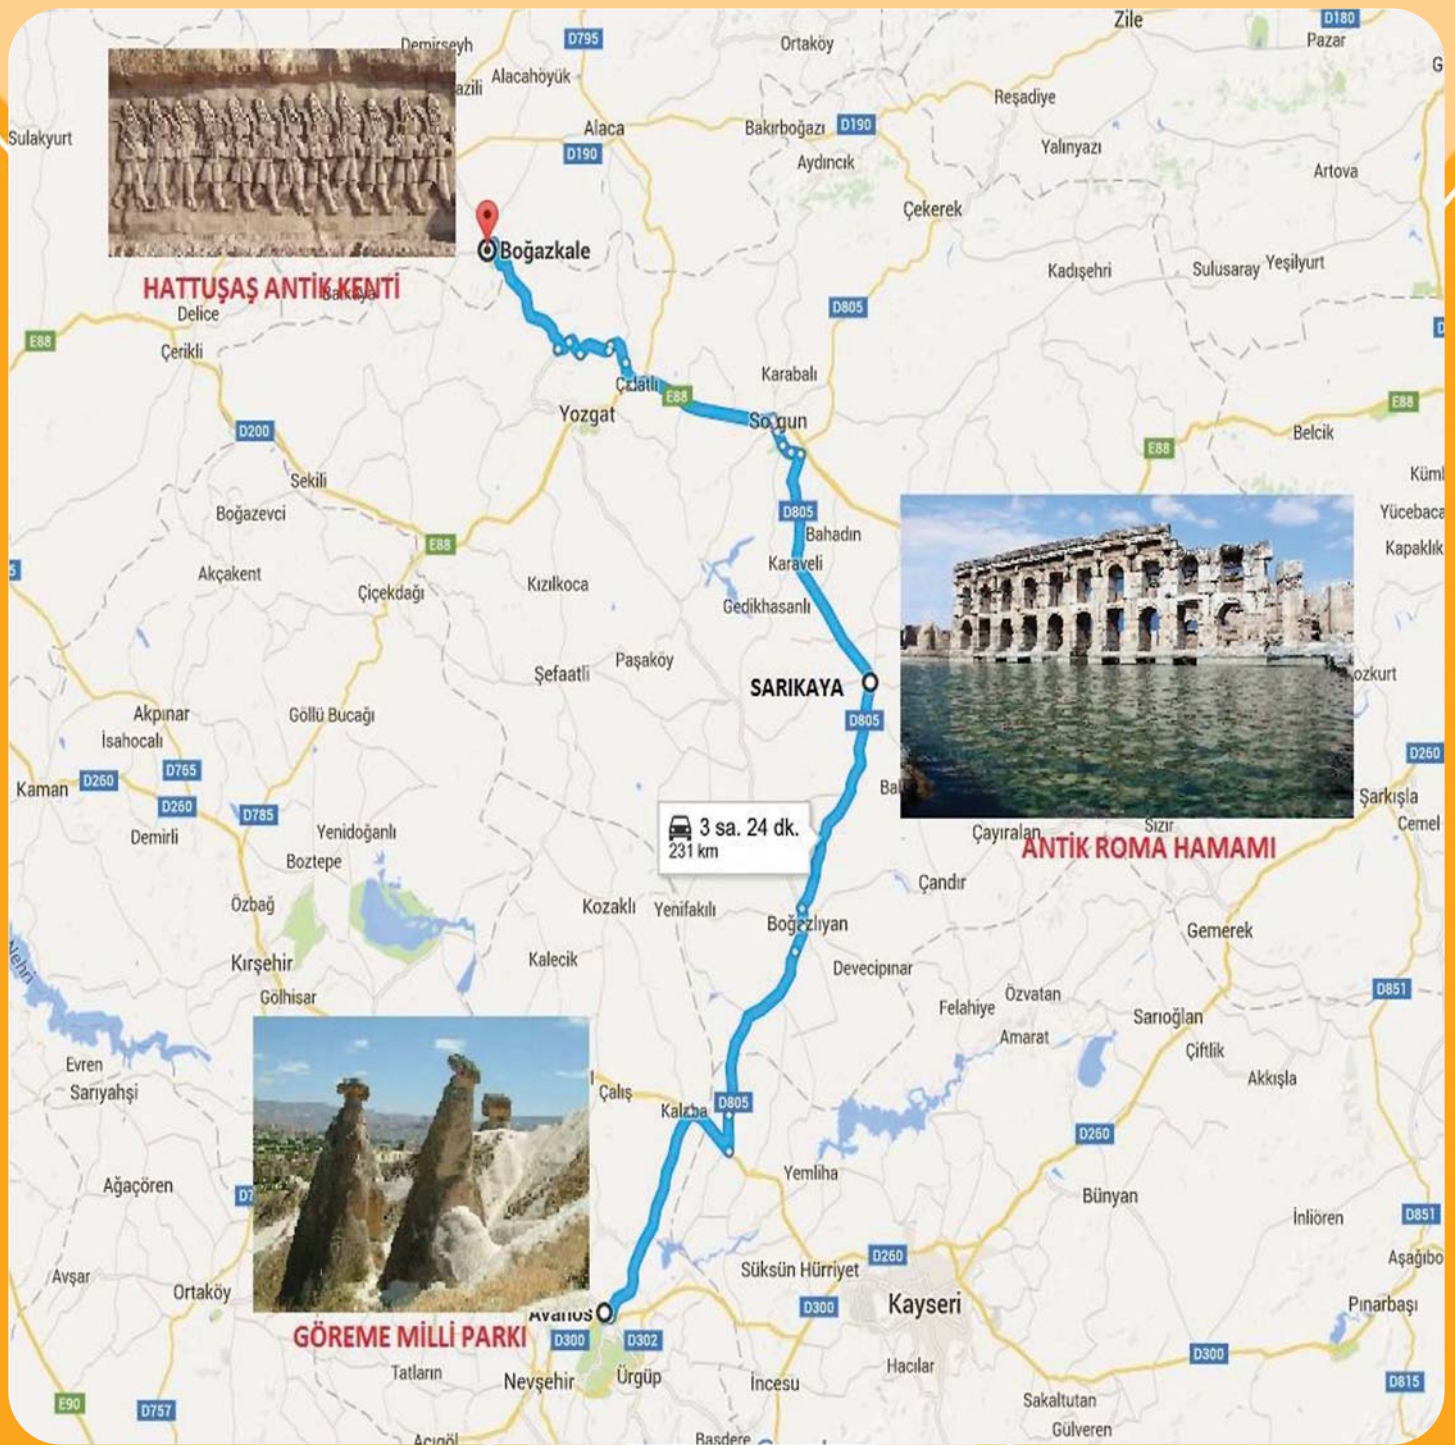 Zile
D180
Pazar
Demirşeyh
D795
Ortaköy
Alacahöyük
Reşadiye
Sulakyurt
Alaca
Bakırboğazı
D190
D190
Yalınyazı
Aydıncık
Artova
Çekerek
Boğazkale
Kadışehri
Sulusaray
Yeşilyurt
HATTUŞAŞ ANTİK KENTİ
Delice
D805
E88
Çerikli
Karabalı
E88
Yozgat
Sorgun
E88
D200
Belcik
E88
Sekili
Boğazevci
D805
E88
Bahadın
Kapaklık
Karaveli
Akçakent
Kızılkoca
Çiçekdağı
Gedikhasanlı
Şefaatli
Paşaköy
SARIKAYA
Akpınar
Göllü Bucağı
D805
İsahocalı
D765
D260
Kaman
D260
D260
D785
Şarkışla
Demirli
Yenidoğanlı
3 sa. 24 dk.
231 km
Çayıralan
Sızır
Cemel
ANTİK ROMA HAMAMI
Boztepe
Çandır
Özbağ
Kozaklı
Yenifakılı
Boğazlıyan
Gemerek
Nehri
Kırşehir
Kalecik
Devecipınar
D851
Gölhisar
Felahiye
Özvatan
Sarıoğlan
Amarat
Çiftlik
Evren
Sarıyahşi
Akkışla
Çalış
Kalaba
D805
D260
Yemliha
Ağaçören
Bünyan
İnliören
D851
Avşar
Ortaköy
Süksün Hürriyet
D260
Kayseri
D300
Pınarbaşı
Avanos
GÖREME MİLLİ PARKI
D300
D302
D300
Tatların
Nevşehir
Ürgüp
İncesu
Hacılar
D815
E90
D757
Sakaltutan
Gülveren